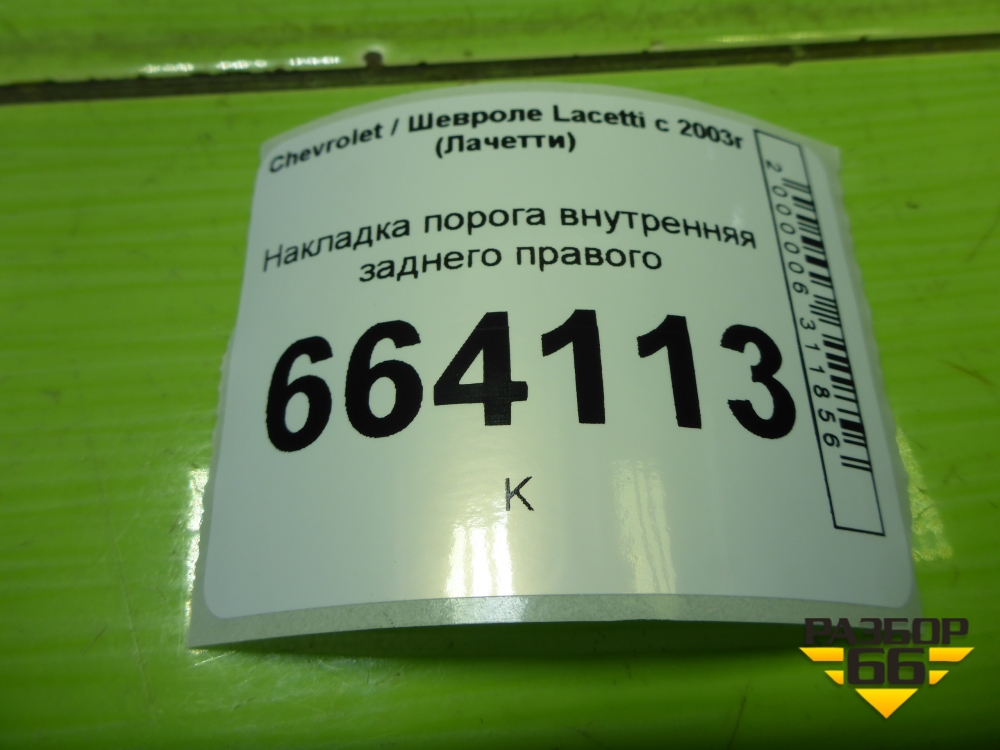 Chevrolet / Шевроле Lacetti с 2003г
(Лачетти)
Накладка порога внутренняя
заднего правого
664113
К
2000006311856
РАЗБОР
66